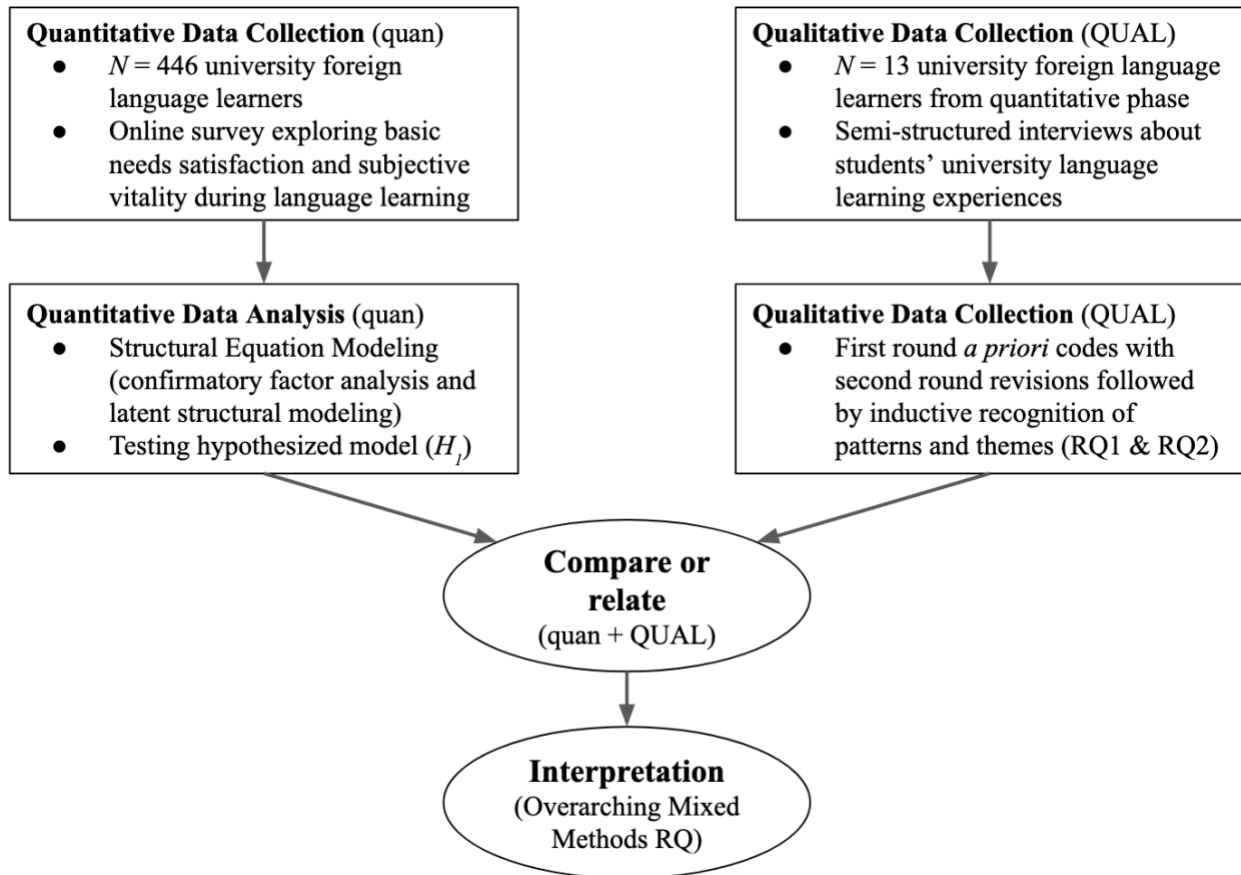 Quantitative Data Collection (quan)
● N = 446 university foreign
language learners
● Online survey exploring basic
needs satisfaction and subjective
vitality during language learning
Qualitative Data Collection (QUAL)
● N = 13 university foreign language
learners from quantitative phase
● Semi-structured interviews about
students’ university language
learning experiences
Quantitative Data Analysis (quan)
● Structural Equation Modeling
(confirmatory factor analysis and
latent structural modeling)
● Testing hypothesized model (H₁)
Qualitative Data Collection (QUAL)
● First round a priori codes with
second round revisions followed
by inductive recognition of
patterns and themes (RQ1 & RQ2)
Compare or
relate
(quan + QUAL)
Interpretation
(Overarching Mixed
Methods RQ)